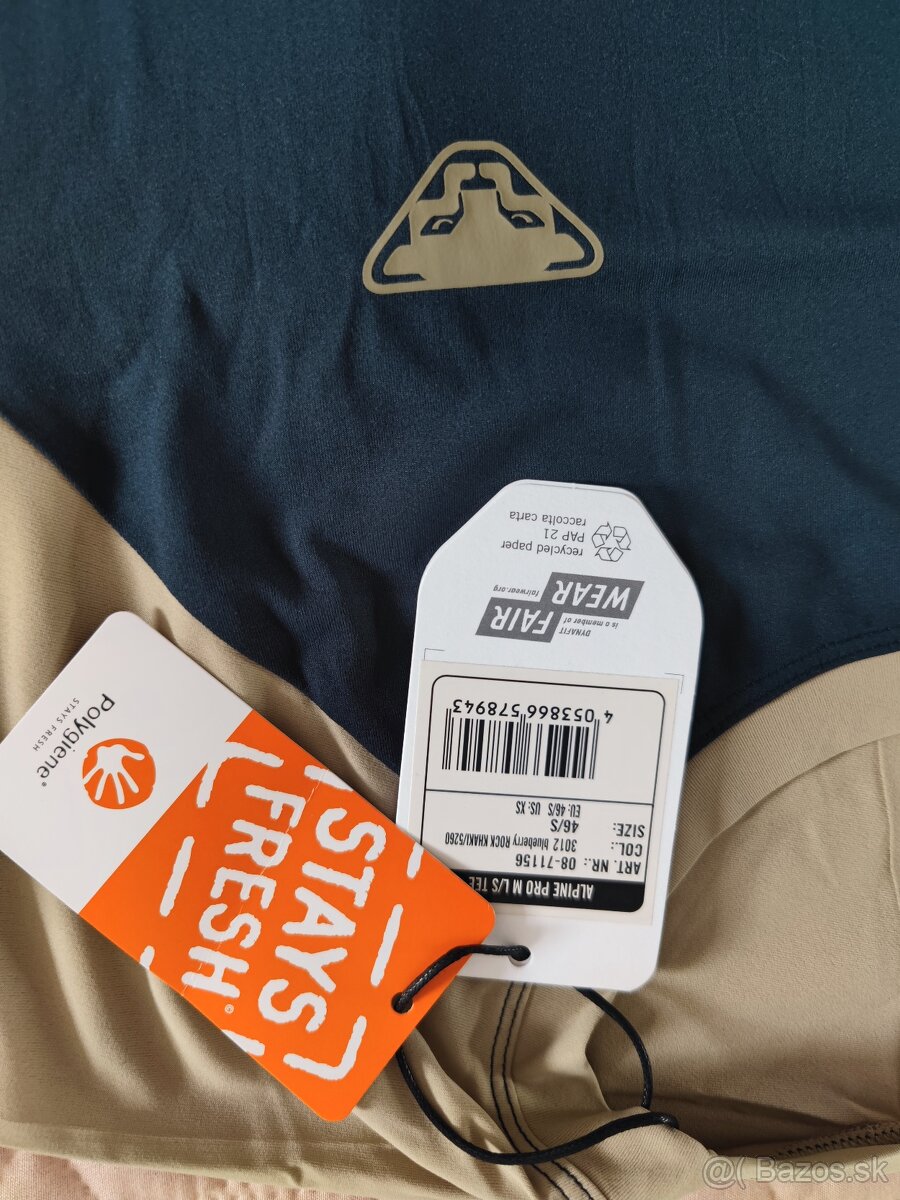 ALPINE PRO M L/S TEE
ART. NR.: 08-71156
COL.: 3012 blueberry ROCK KHAKI/5260
SIZE: 46/S
EU: 46/S US: XS
4 053866 578943
DYNAFIT
is a member of
FAIR
WEAR
fairwear.org
recycled paper
PAP 21
raccolta carta
Polygiene®
STAYS FRESH
STAYS
FRESH©
@( Bazos.sk